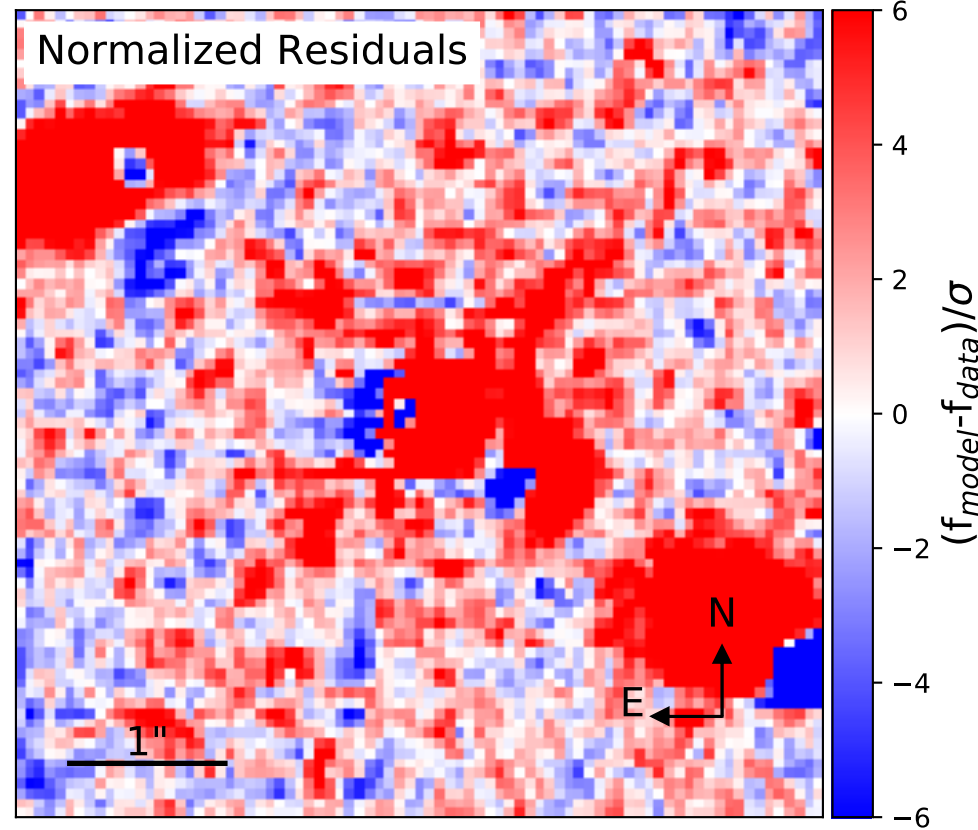 Normalized Residuals
6
4
2
0
−2
−4
−6
(f_model-f_data)/σ
N
E
1"